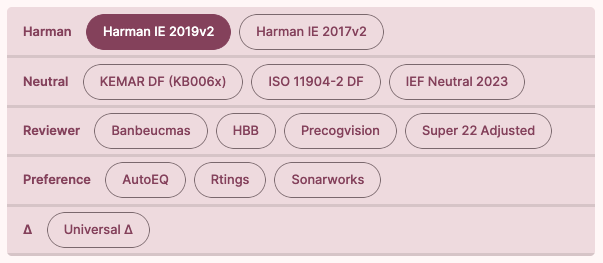 Harman Harman IE 2019v2 Harman IE 2017v2
Neutral KEMAR DF (KB006x) ISO 11904-2 DF IEF Neutral 2023
Reviewer Banbeucmas HBB Precogvision Super 22 Adjusted
Preference AutoEQ Rtings Sonarworks
Δ Universal Δ